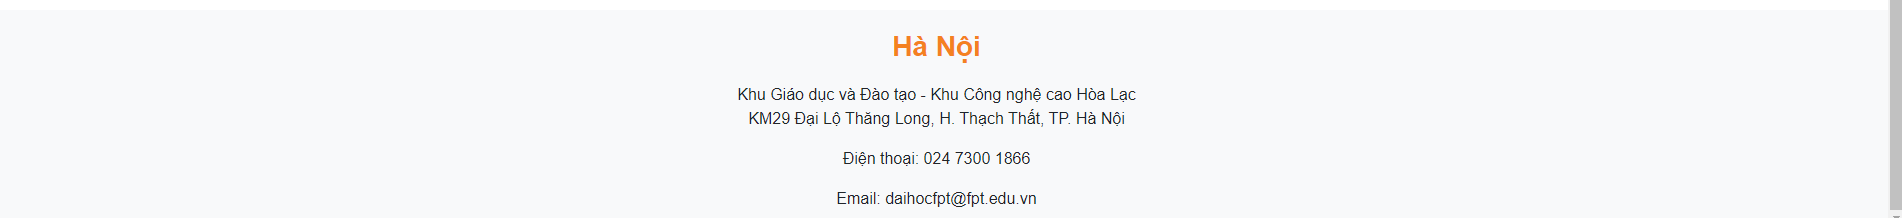 Hà Nội
Khu Giáo dục và Đào tạo - Khu Công nghệ cao Hòa Lạc
KM29 Đại Lộ Thăng Long, H. Thạch Thất, TP. Hà Nội
Điện thoại: 024 7300 1866
Email: daihocfpt@fpt.edu.vn